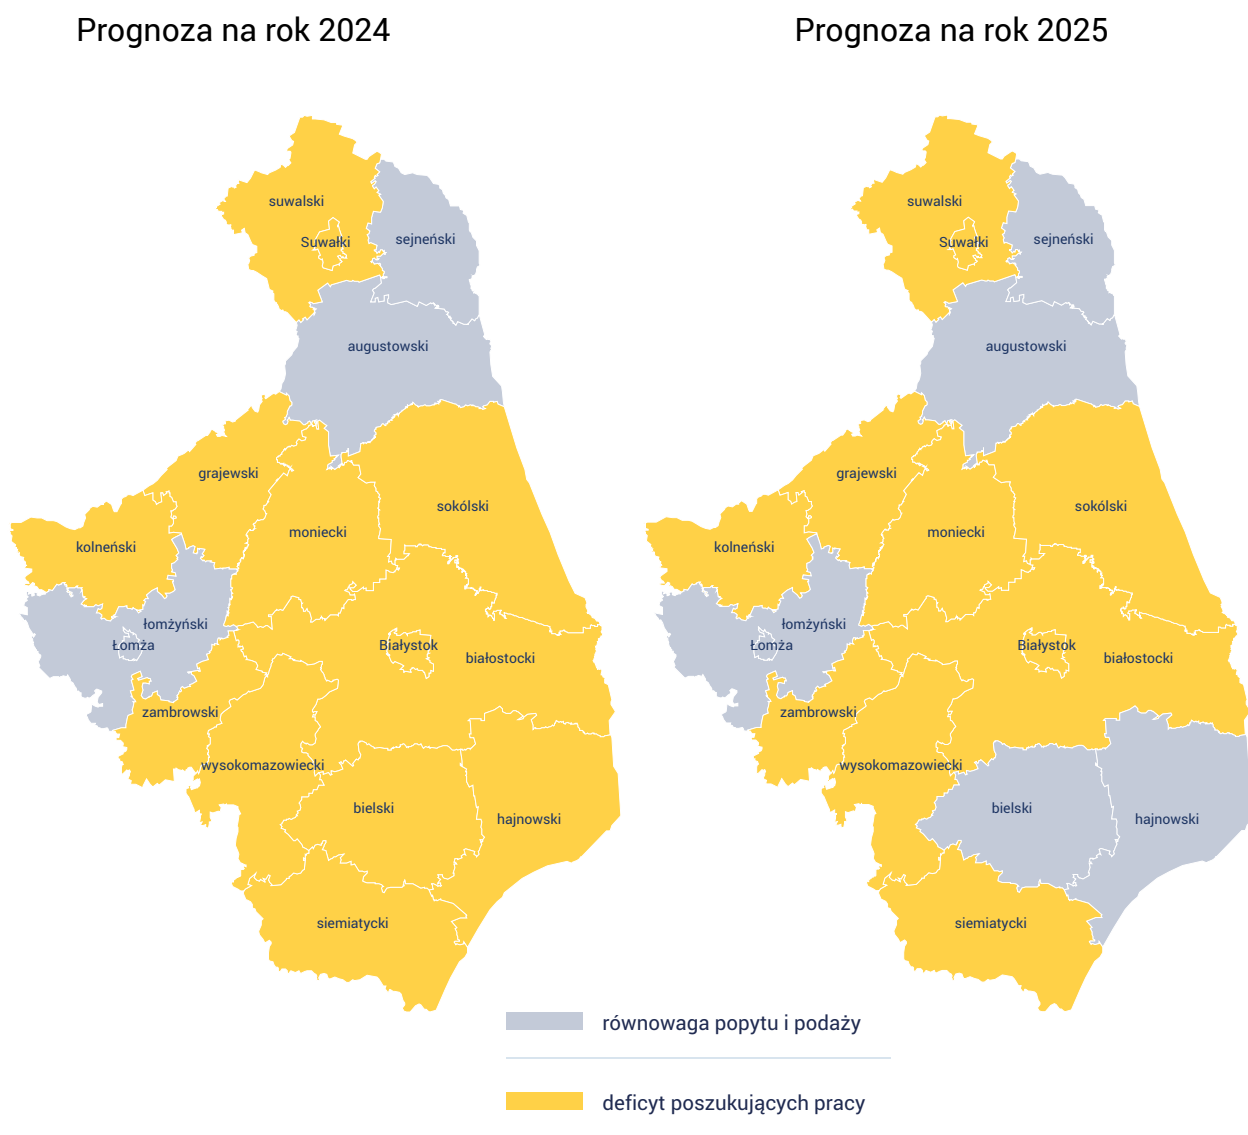 Prognoza na rok 2024
suwalski
Suwałki
sejneński
augustowski
grajewski
sokólski
moniecki
kolneński
łomżyński
Łomża
Białystok
białostocki
zambrowski
wysokomazowiecki
bielski
hajnowski
siemiatycki
Prognoza na rok 2025
suwalski
Suwałki
sejneński
augustowski
grajewski
sokólski
moniecki
kolneński
łomżyński
Łomża
Białystok
białostocki
zambrowski
wysokomazowiecki
bielski
hajnowski
siemiatycki
równowaga popytu i podaży
deficyt poszukujących pracy